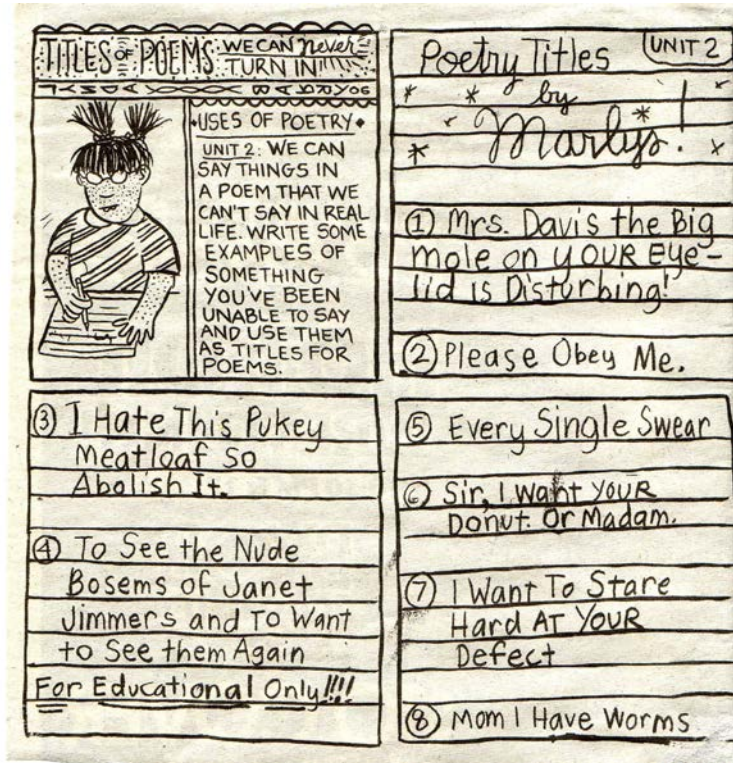 TITLES OF POEMS WE CAN never
TURN IN!
LYNDA BARRY 06
USES OF POETRY
UNIT 2: WE CAN
SAY THINGS IN
A POEM THAT WE
CAN'T SAY IN REAL
LIFE. WRITE SOME
EXAMPLES OF
SOMETHING
YOU'VE BEEN
UNABLE TO SAY
AND USE THEM
AS TITLES FOR
POEMS.
Poetry Titles UNIT 2
by
Marlys!
① Mrs. Davis the Big
mole on YOUR Eye-
lid is Disturbing!
② Please Obey Me.
③ I Hate This Pukey
Meatloaf So
Abolish It.
④ To See the Nude
Bosems of Janet
Jimmers and To Want
to See them Again
For Educational Only!!!!
⑤ Every Single Swear
⑥ Sir, I Want YOUR
Donut. Or Madam.
⑦ I Want To Stare
Hard AT YOUR
Defect
⑧ Mom I Have Worms